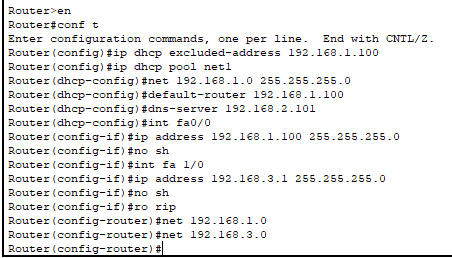 Router>en
Router#conf t
Enter configuration commands, one per line.  End with CNTL/Z.
Router(config)#ip dhcp excluded-address 192.168.1.100
Router(config)#ip dhcp pool net1
Router(dhcp-config)#net 192.168.1.0 255.255.255.0
Router(dhcp-config)#default-router 192.168.1.100
Router(dhcp-config)#dns-server 192.168.2.101
Router(dhcp-config)#int fa0/0
Router(config-if)#ip address 192.168.1.100 255.255.255.0
Router(config-if)#no sh
Router(config-if)#int fa 1/0
Router(config-if)#ip address 192.168.3.1 255.255.255.0
Router(config-if)#no sh
Router(config-if)#ro rip
Router(config-router)#net 192.168.1.0
Router(config-router)#net 192.168.3.0
Router(config-router)#